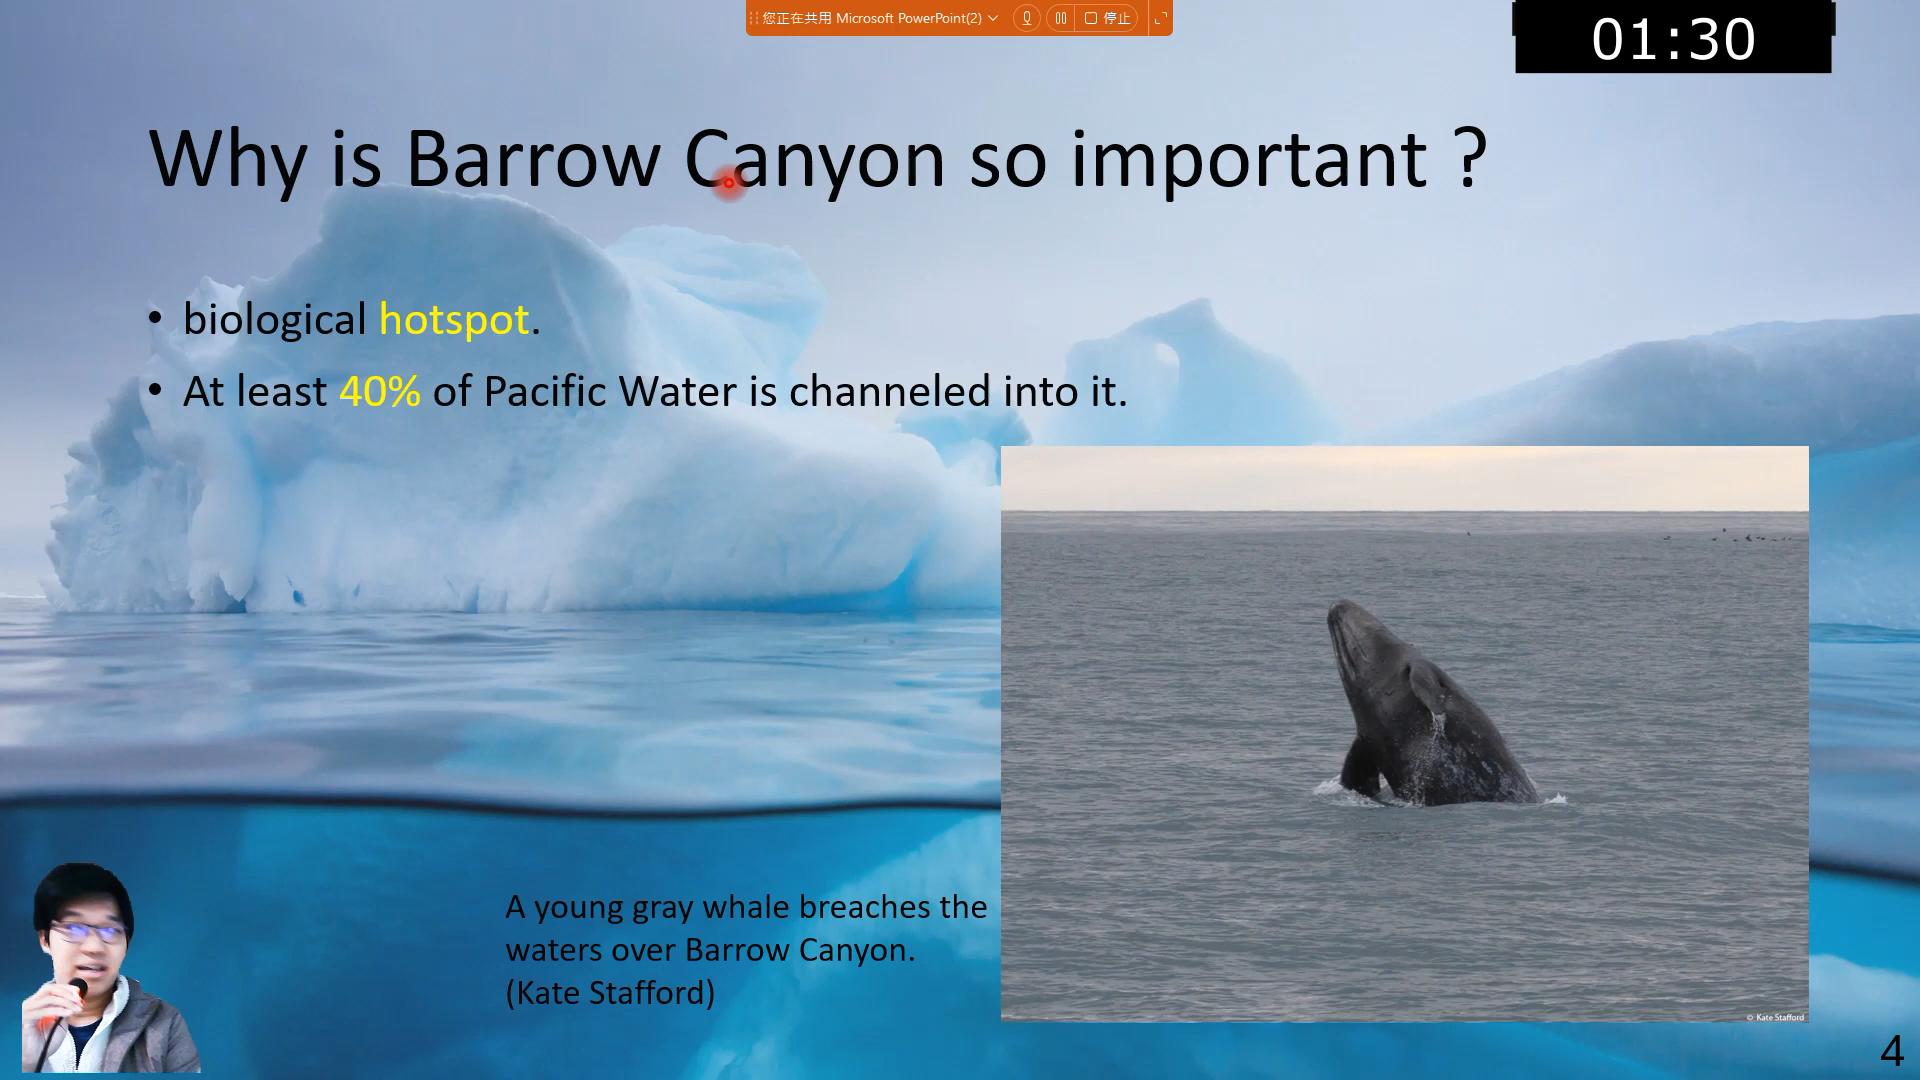 您正在共用 Microsoft PowerPoint(2)
停止
01:30
Why is Barrow Canyon so important ?
• biological hotspot.
• At least 40% of Pacific Water is channeled into it.
A young gray whale breaches the
waters over Barrow Canyon.
(Kate Stafford)
© Kate Stafford
4